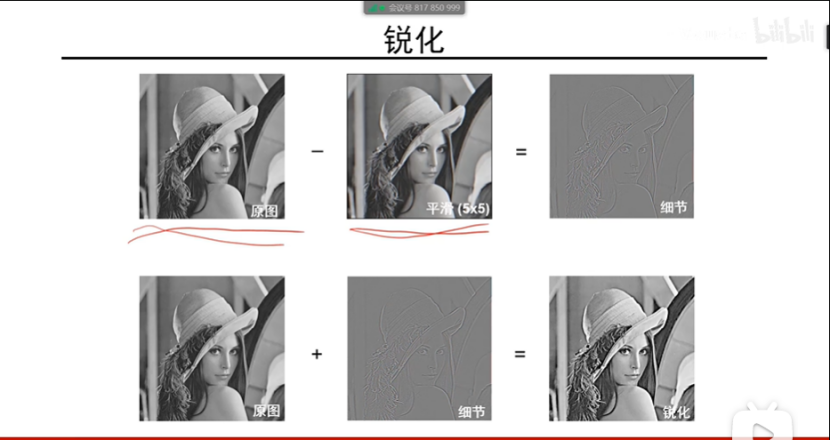 会议号 817 850 999
锐化
bilibili
原图
−
平滑 (5x5)
=
细节
原图
+
细节
=
锐化